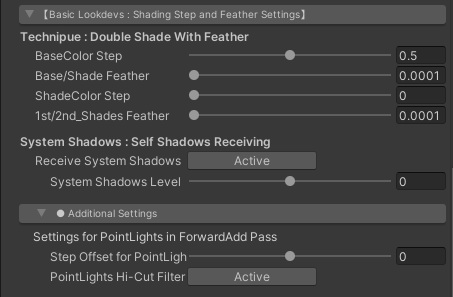 【Basic Lookdevs : Shading Step and Feather Settings】
Technipue : Double Shade With Feather
BaseColor Step 0.5
Base/Shade Feather 0.0001
ShadeColor Step 0
1st/2nd_Shades Feather 0.0001
System Shadows : Self Shadows Receiving
Receive System Shadows Active
System Shadows Level 0
● Additional Settings
Settings for PointLights in ForwardAdd Pass
Step Offset for PointLigh 0
PointLights Hi-Cut Filter Active